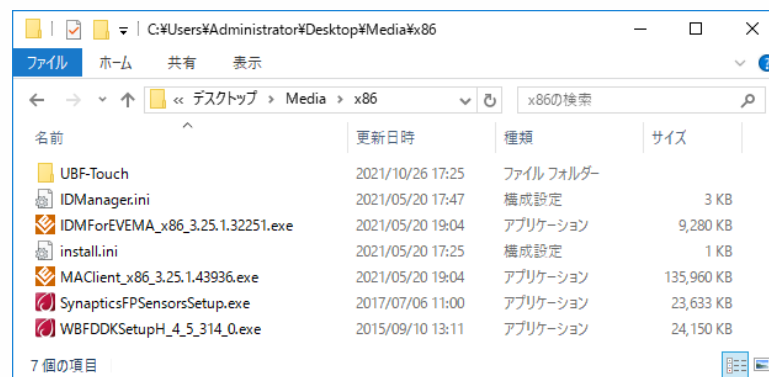 C:¥Users¥Administrator¥Desktop¥Media¥x86
ファイル ホーム 共有 表示
« デスクトップ > Media > x86 x86の検索
名前 更新日時 種類 サイズ
UBF-Touch 2021/10/26 17:25 ファイル フォルダー
IDManager.ini 2021/05/20 17:47 構成設定 3 KB
IDMForEVEMA_x86_3.25.1.32251.exe 2021/05/20 19:04 アプリケーション 9,280 KB
install.ini 2021/05/20 17:25 構成設定 1 KB
MAClient_x86_3.25.1.43936.exe 2021/05/20 19:04 アプリケーション 135,960 KB
SynapticsFPSensorsSetup.exe 2017/07/06 11:00 アプリケーション 23,633 KB
WBFDDKSetupH_4_5_314_0.exe 2015/09/10 13:11 アプリケーション 24,150 KB
7 個の項目